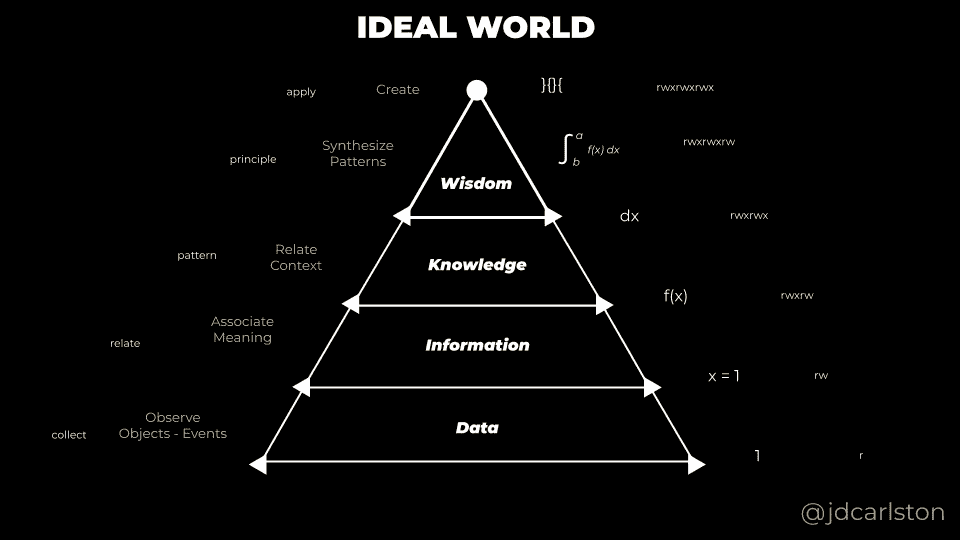 IDEAL WORLD
apply
Create
}{}{
rwxrwxrwx
principle
Synthesize
Patterns
∫ a b f(x) dx
rwxrwxrw
Wisdom
dx
rwxrwx
pattern
Relate
Context
Knowledge
f(x)
rwxrw
relate
Associate
Meaning
Information
x = 1
rw
collect
Observe
Objects - Events
Data
1
r
@jdcarlston